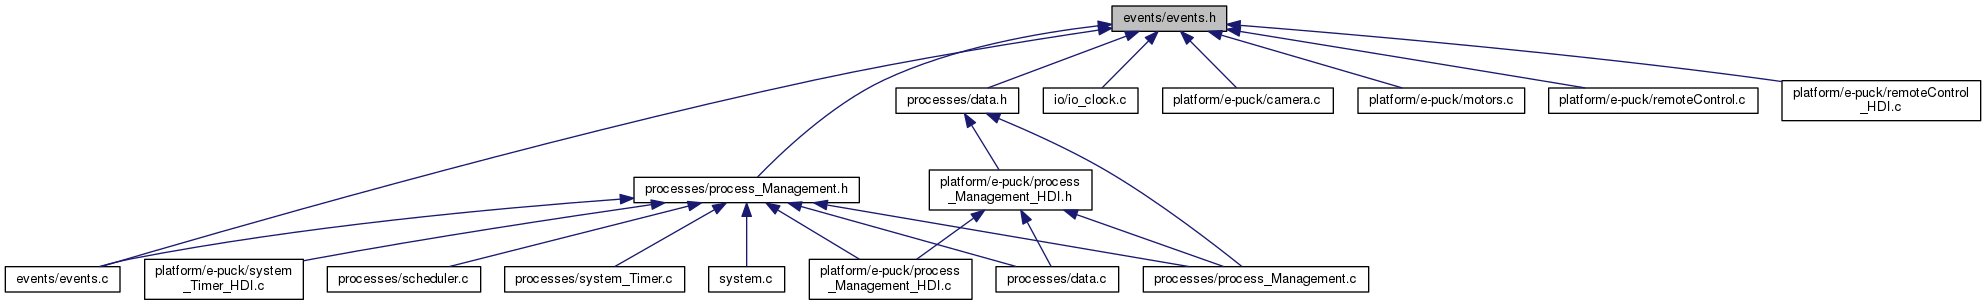 events/events.h
processes/data.h
io/io_clock.c
platform/e-puck/camera.c
platform/e-puck/motors.c
platform/e-puck/remoteControl.c
platform/e-puck/remoteControl
_HDI.c
processes/process_Management.h
platform/e-puck/process
_Management_HDI.h
events/events.c
platform/e-puck/system
_Timer_HDI.c
processes/scheduler.c
processes/system_Timer.c
system.c
platform/e-puck/process
_Management_HDI.c
processes/data.c
processes/process_Management.c